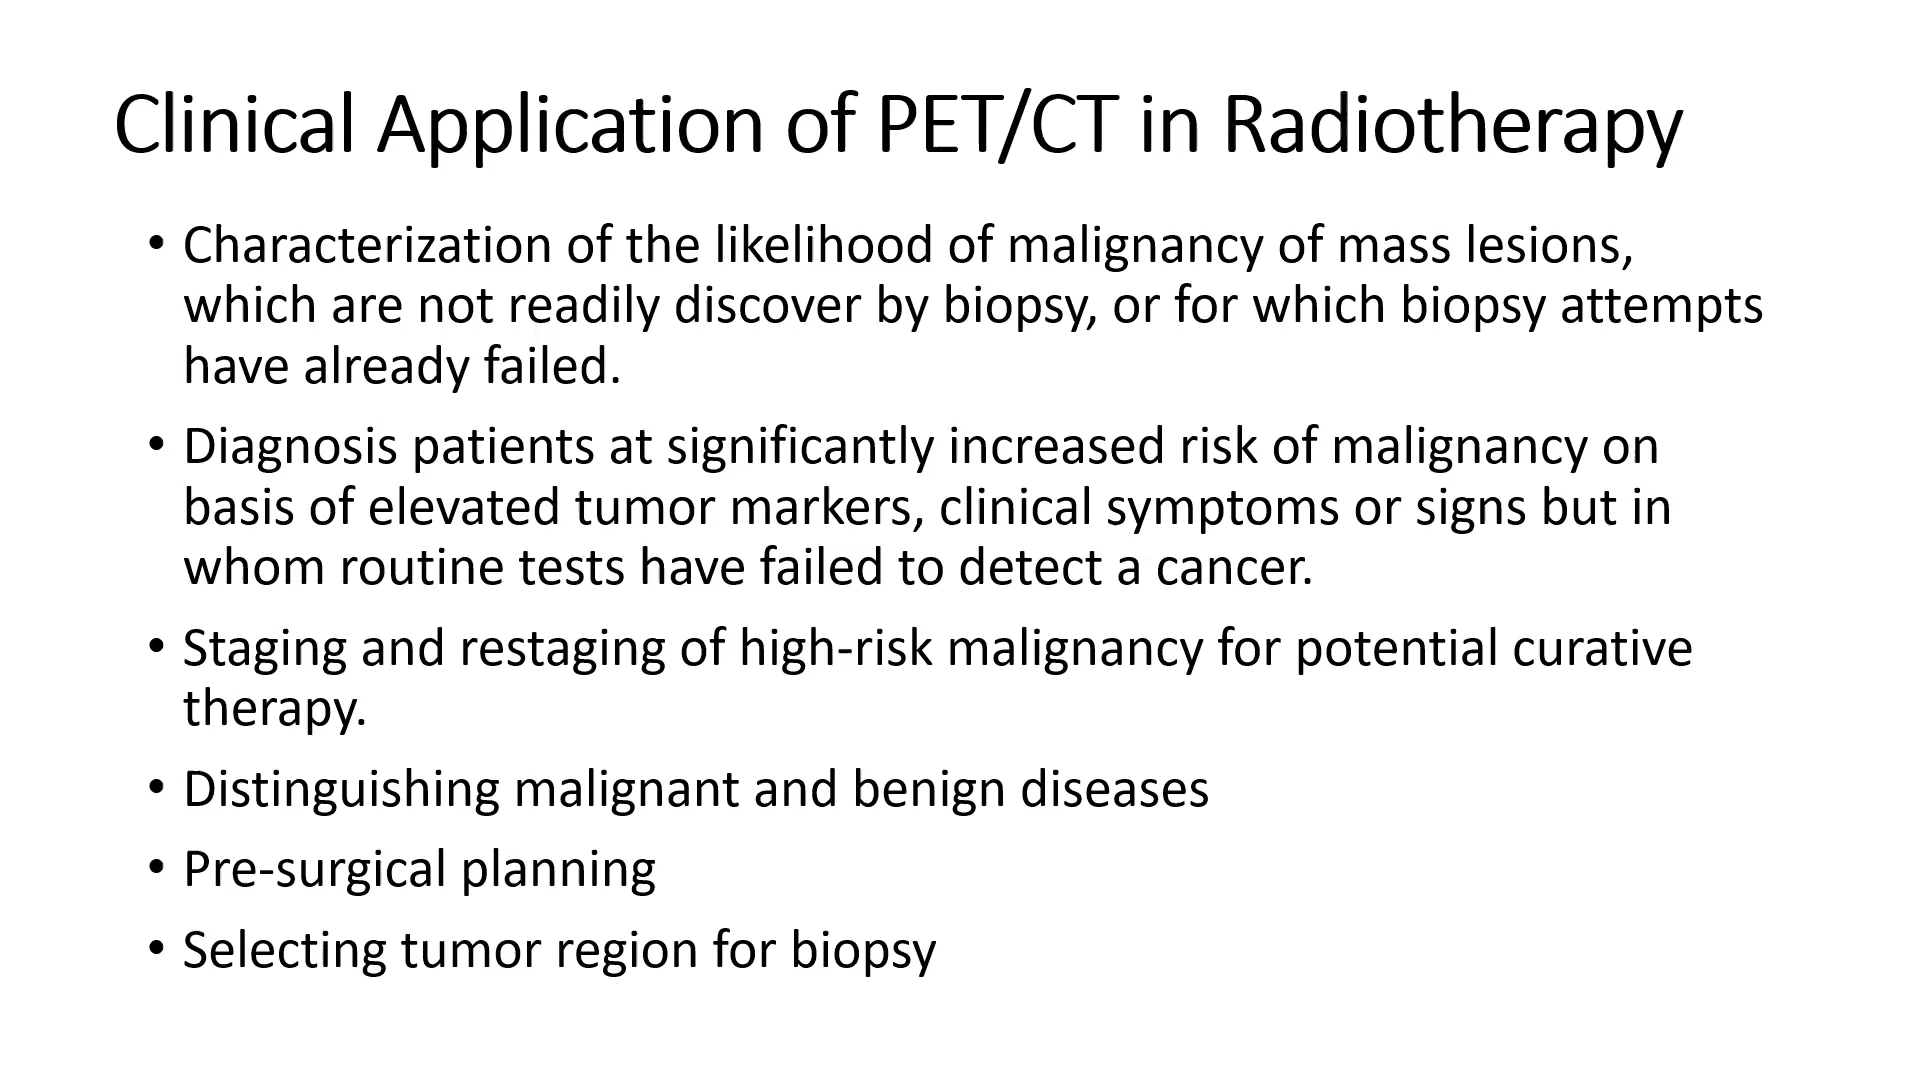 Clinical Application of PET/CT in Radiotherapy
• Characterization of the likelihood of malignancy of mass lesions,
which are not readily discover by biopsy, or for which biopsy attempts
have already failed.
• Diagnosis patients at significantly increased risk of malignancy on
basis of elevated tumor markers, clinical symptoms or signs but in
whom routine tests have failed to detect a cancer.
• Staging and restaging of high-risk malignancy for potential curative
therapy.
• Distinguishing malignant and benign diseases
• Pre-surgical planning
• Selecting tumor region for biopsy